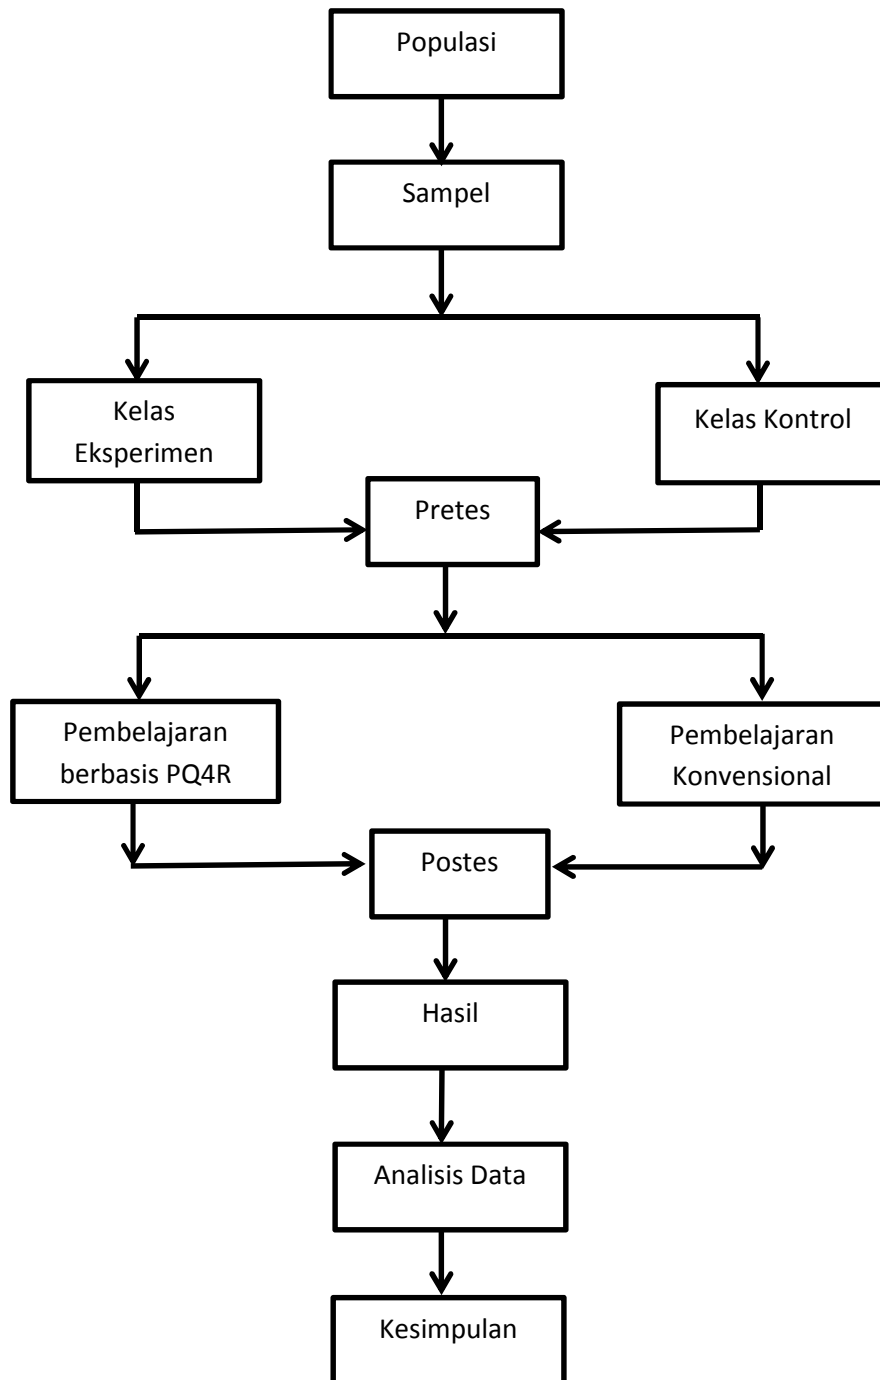 Populasi
Sampel
Kelas
Eksperimen
Kelas Kontrol
Pretes
Pembelajaran
berbasis PQ4R
Pembelajaran
Konvensional
Postes
Hasil
Analisis Data
Kesimpulan